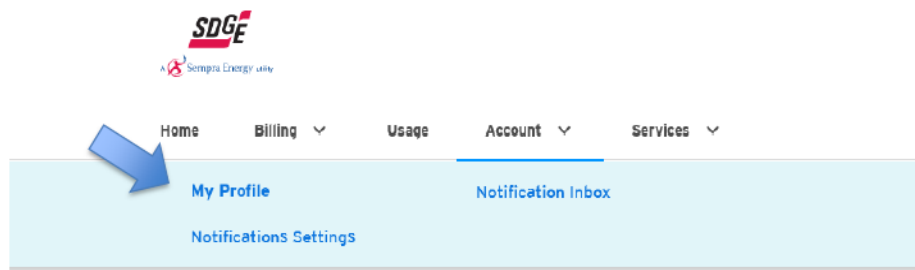 SDGE
A Sempra Energy utility
Home Billing Usage Account Services
My Profile Notification Inbox
Notifications Settings